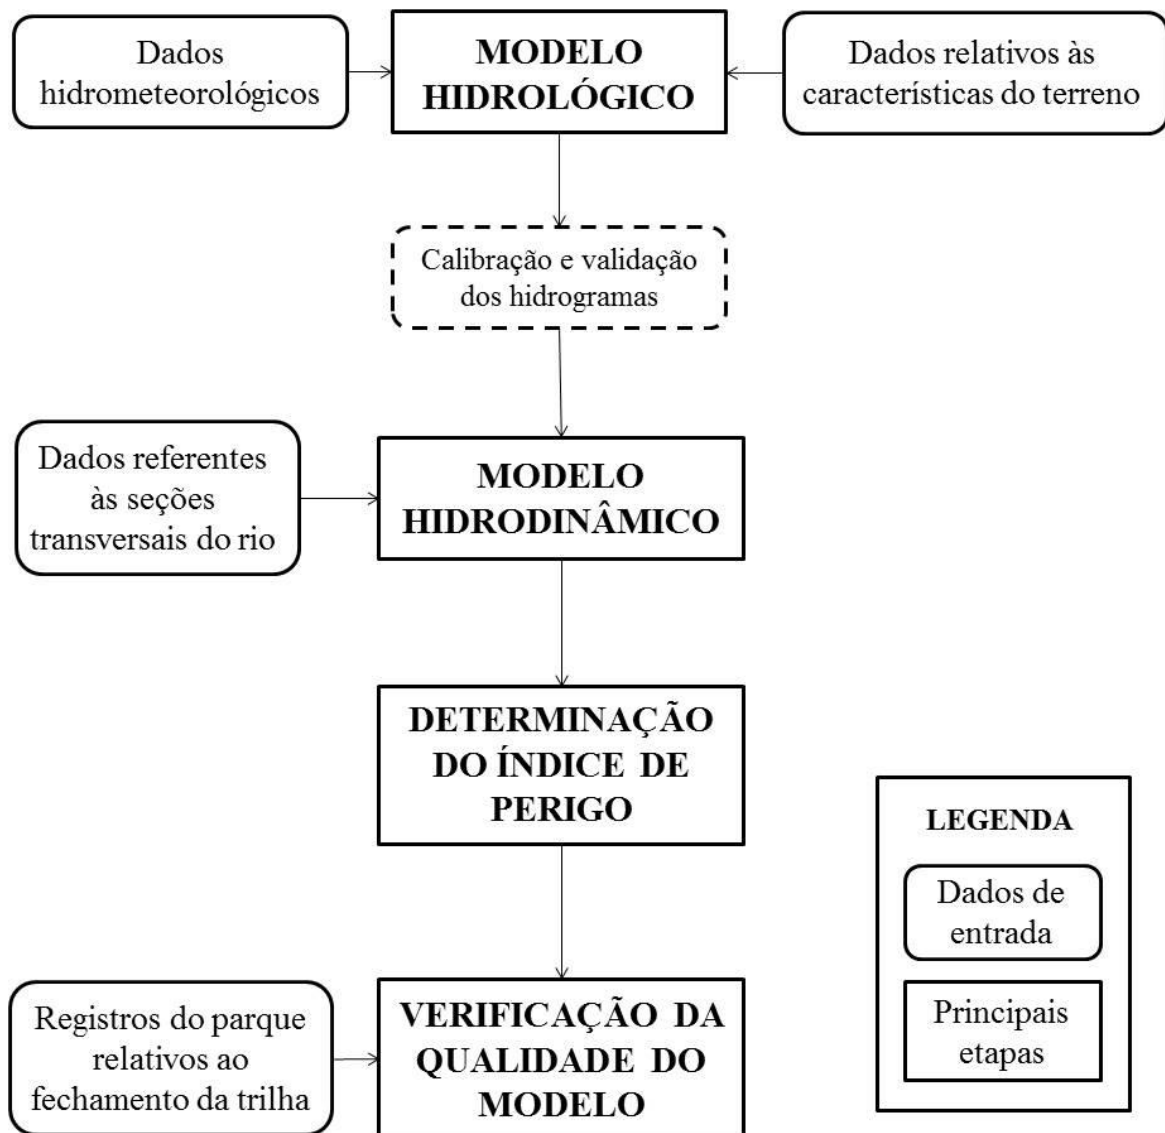 Dados
hidrometeorológicos
MODELO
HIDROLÓGICO
Dados relativos às
características do terreno
Calibração e validação
dos hidrogramas
Dados referentes
às seções
transversais do rio
MODELO
HIDRODINÂMICO
DETERMINAÇÃO
DO ÍNDICE DE
PERIGO
Registros do parque
relativos ao
fechamento da trilha
VERIFICAÇÃO DA
QUALIDADE DO
MODELO
LEGENDA
Dados de
entrada
Principais
etapas